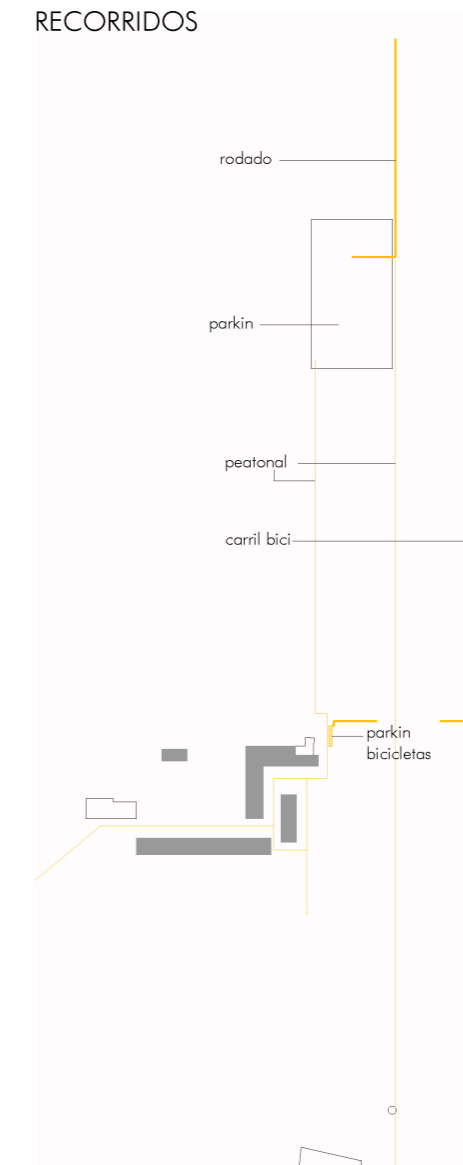 RECORRIDOS
rodado
parkin
peatonal
carril bici
parkin
bicicletas